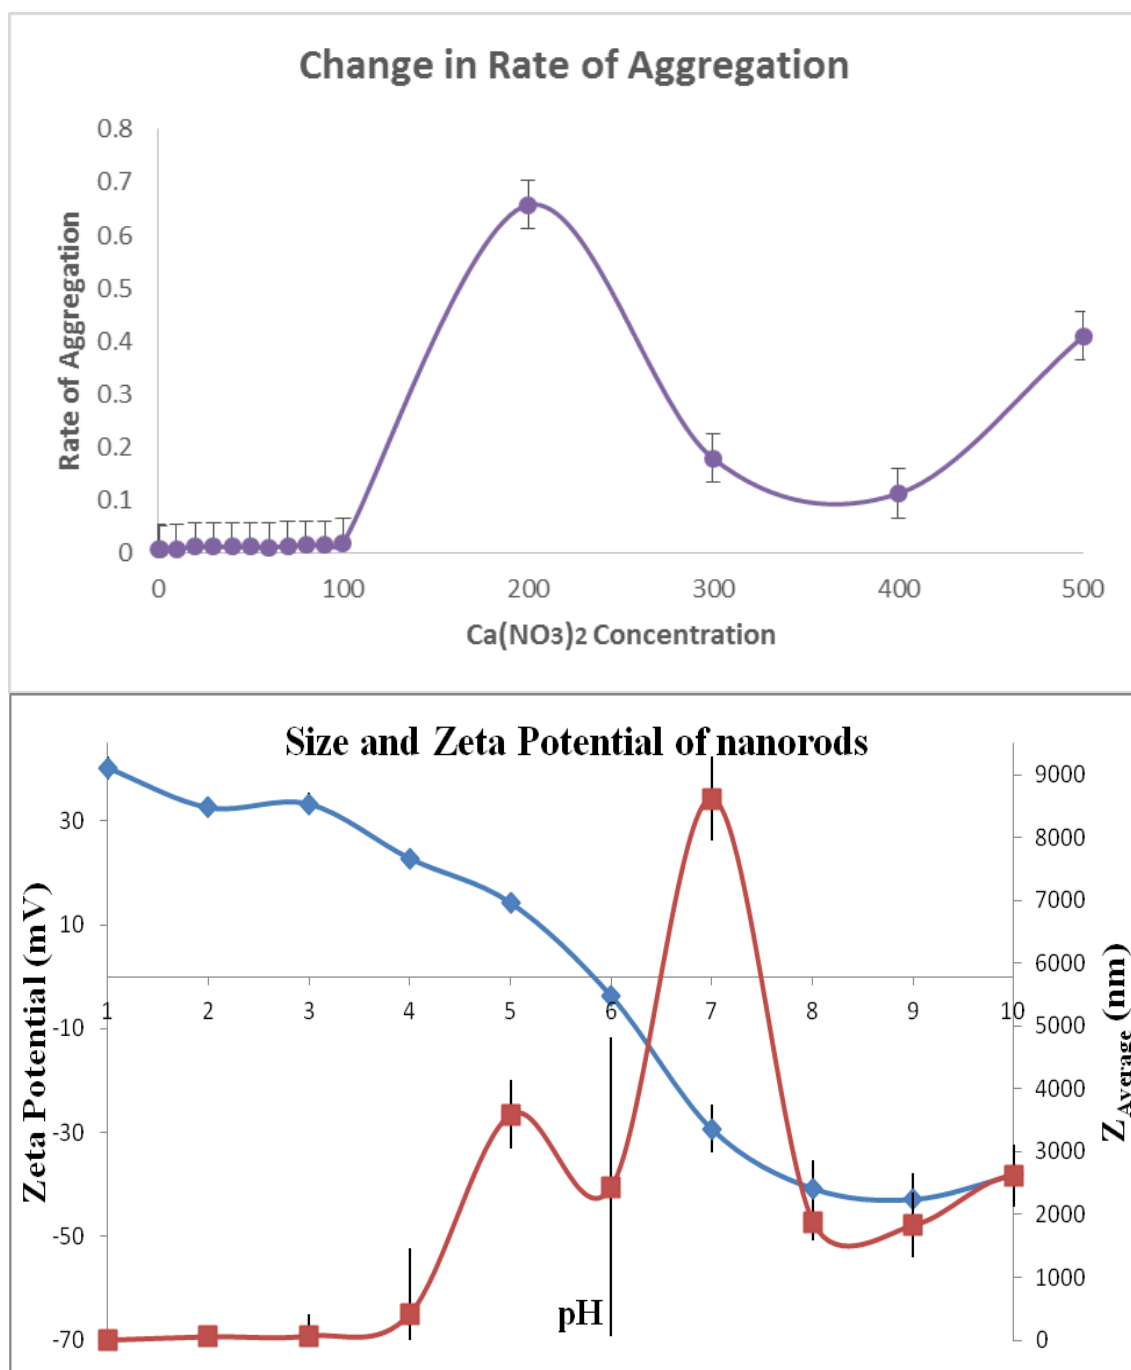 Change in Rate of Aggregation
0.8
0.7
0.6
0.5
0.4
0.3
0.2
0.1
0
Rate of Aggregation
0 100 200 300 400 500
Ca(NO3)2 Concentration
Size and Zeta Potential of nanorods
30
10
-10
-30
-50
-70
Zeta Potential (mV)
1 2 3 4 5 6 7 8 9 10
pH
9000
8000
7000
6000
5000
4000
3000
2000
1000
0
ZAverage (nm)